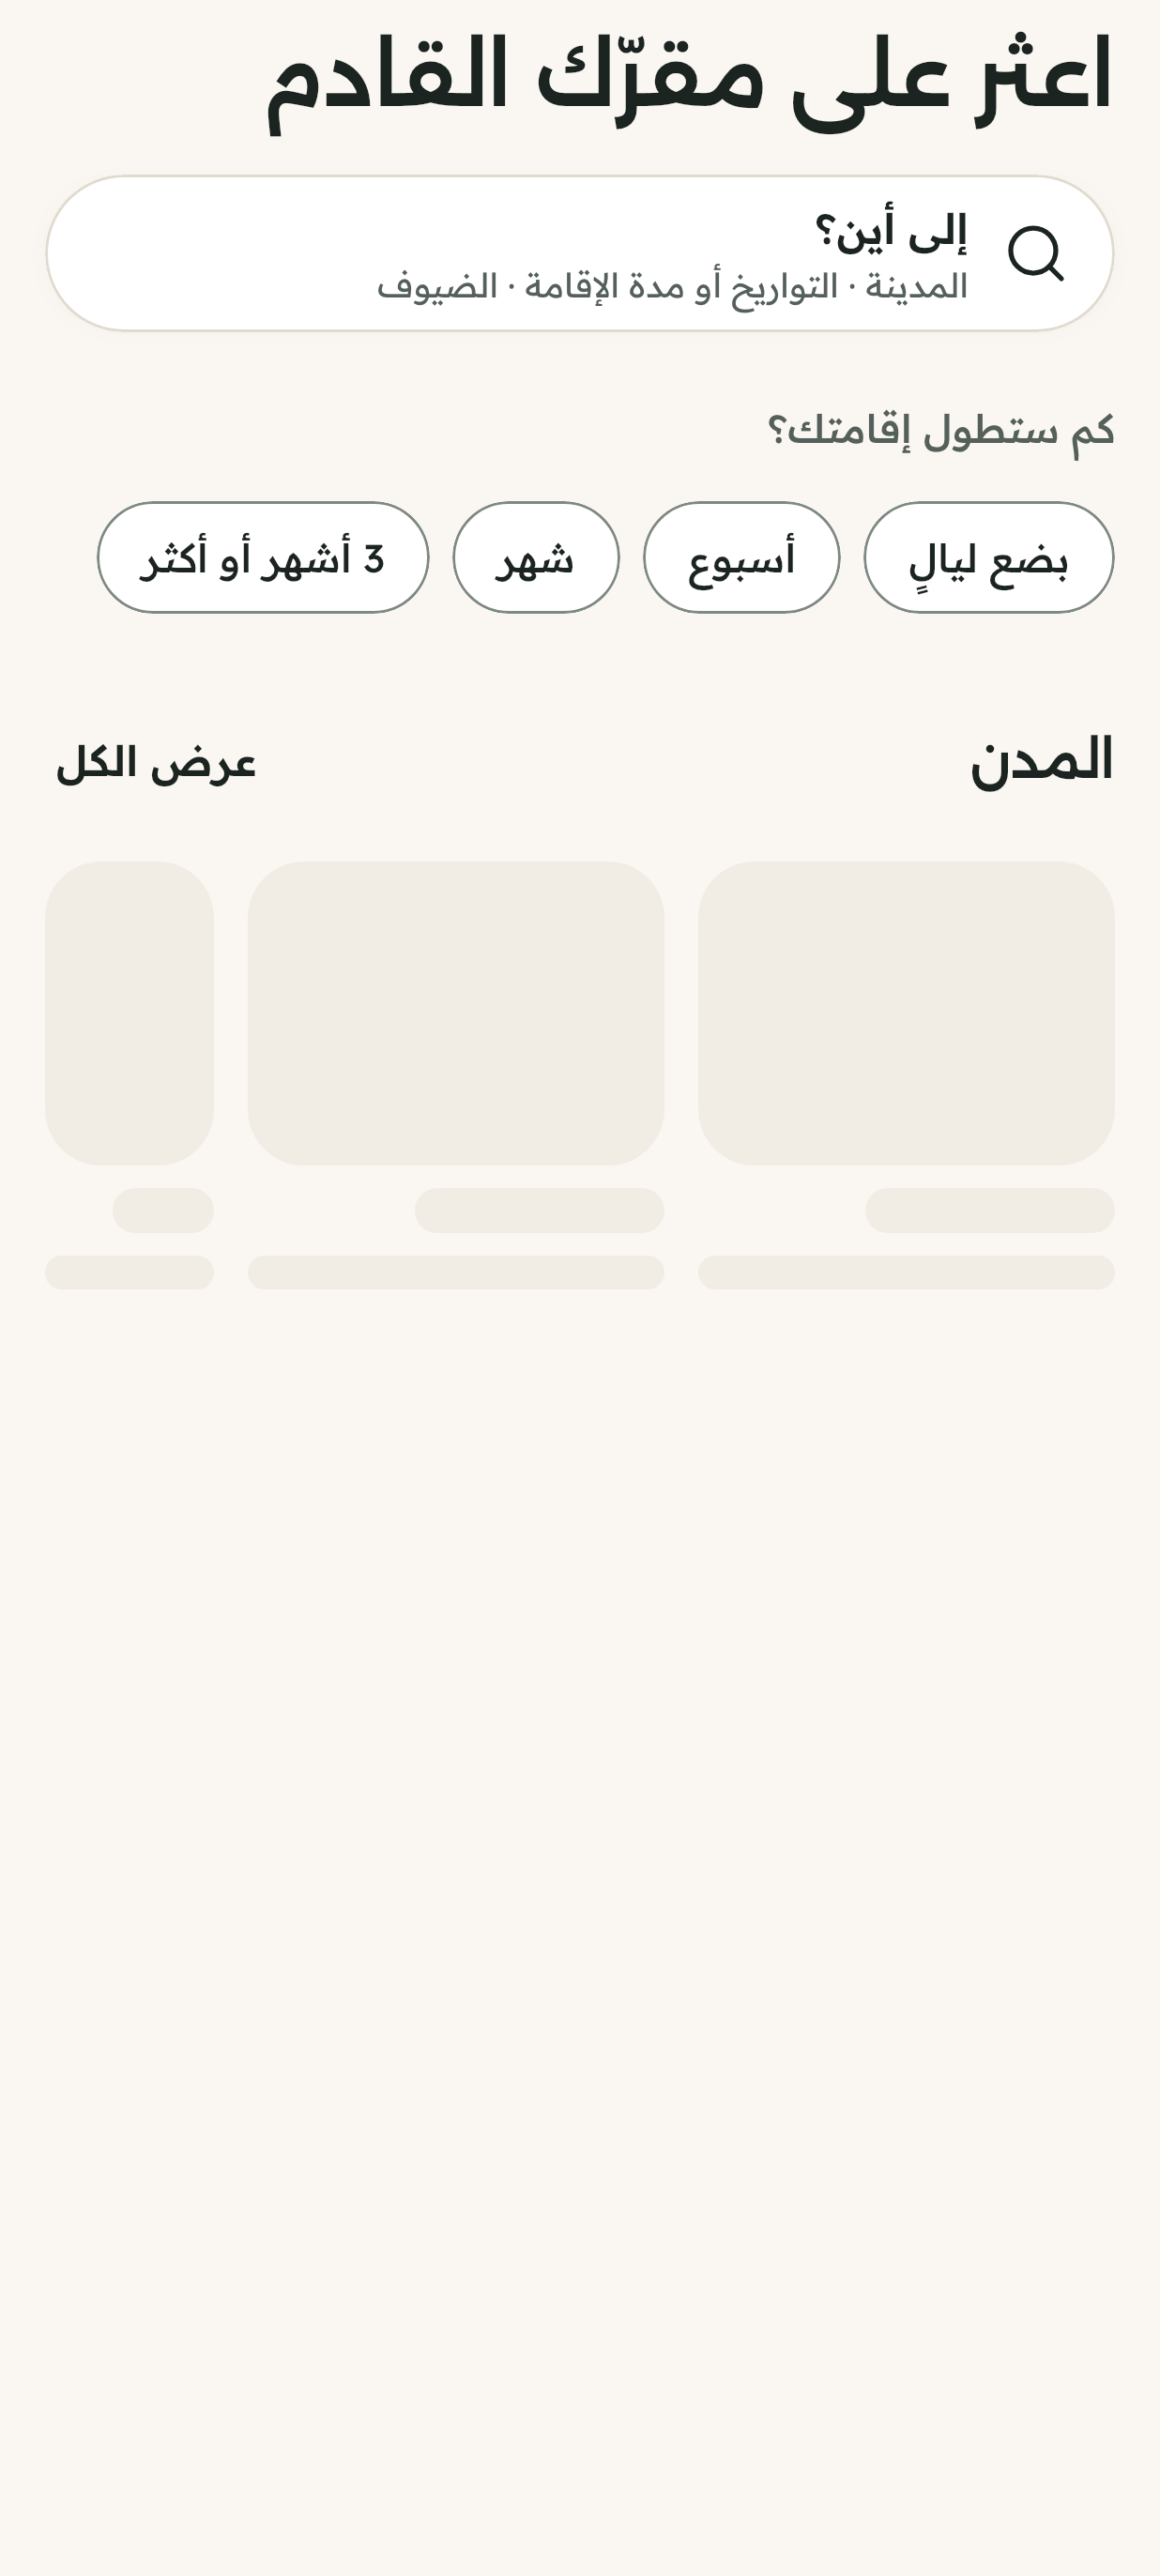 اعثر على مقرّك القادم
إلى أين؟
المدينة · التواريخ أو مدة الإقامة · الضيوف
كم ستطول إقامتك؟
بضع ليالٍ
أسبوع
شهر
3 أشهر أو أكثر
المدن
عرض الكل